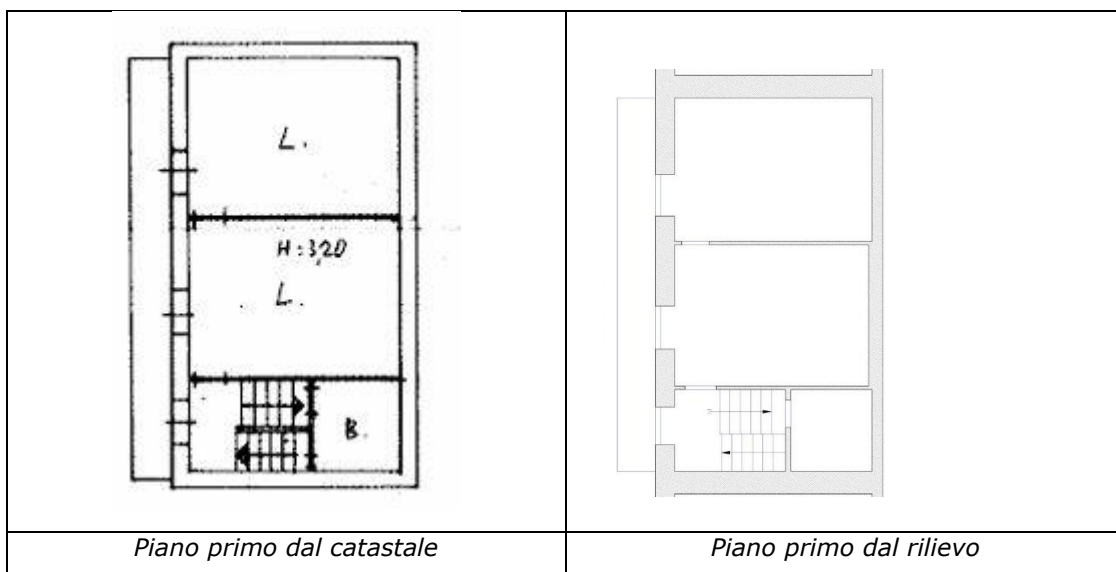 L.
H:3,20
L.
B.
Piano primo dal catastale
Piano primo dal rilievo